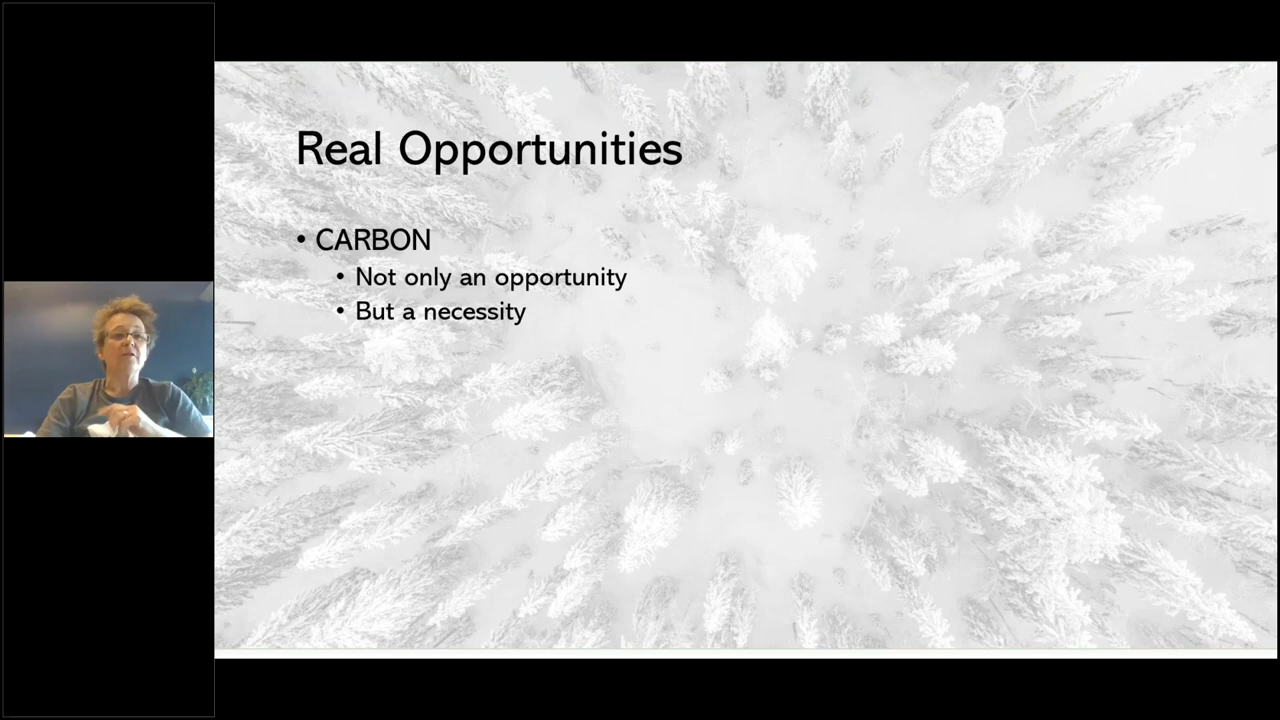 Real Opportunities
• CARBON
• Not only an opportunity
• But a necessity